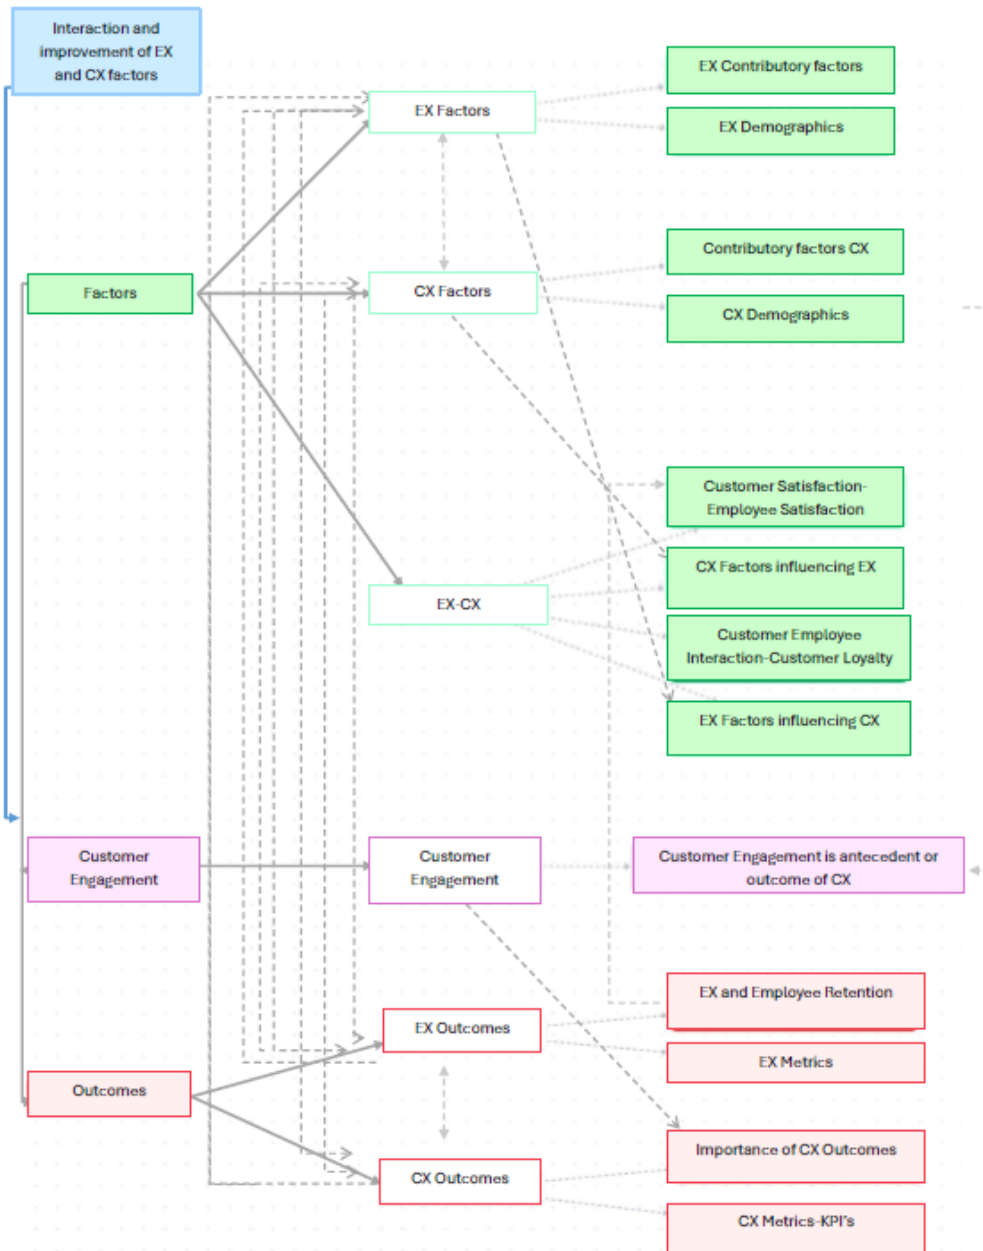 Interaction and
improvement of EX
and CX factors
EX Contributory factors
EX Factors
EX Demographics
Contributory factors CX
Factors
CX Factors
CX Demographics
Customer Satisfaction-
Employee Satisfaction
CX Factors influencing EX
EX-CX
Customer Employee
Interaction-Customer Loyalty
EX Factors influencing CX
Customer
Engagement
Customer
Engagement
Customer Engagement is antecedent or
outcome of CX
EX and Employee Retention
EX Outcomes
EX Metrics
Outcomes
Importance of CX Outcomes
CX Outcomes
CX Metrics-KPI"s